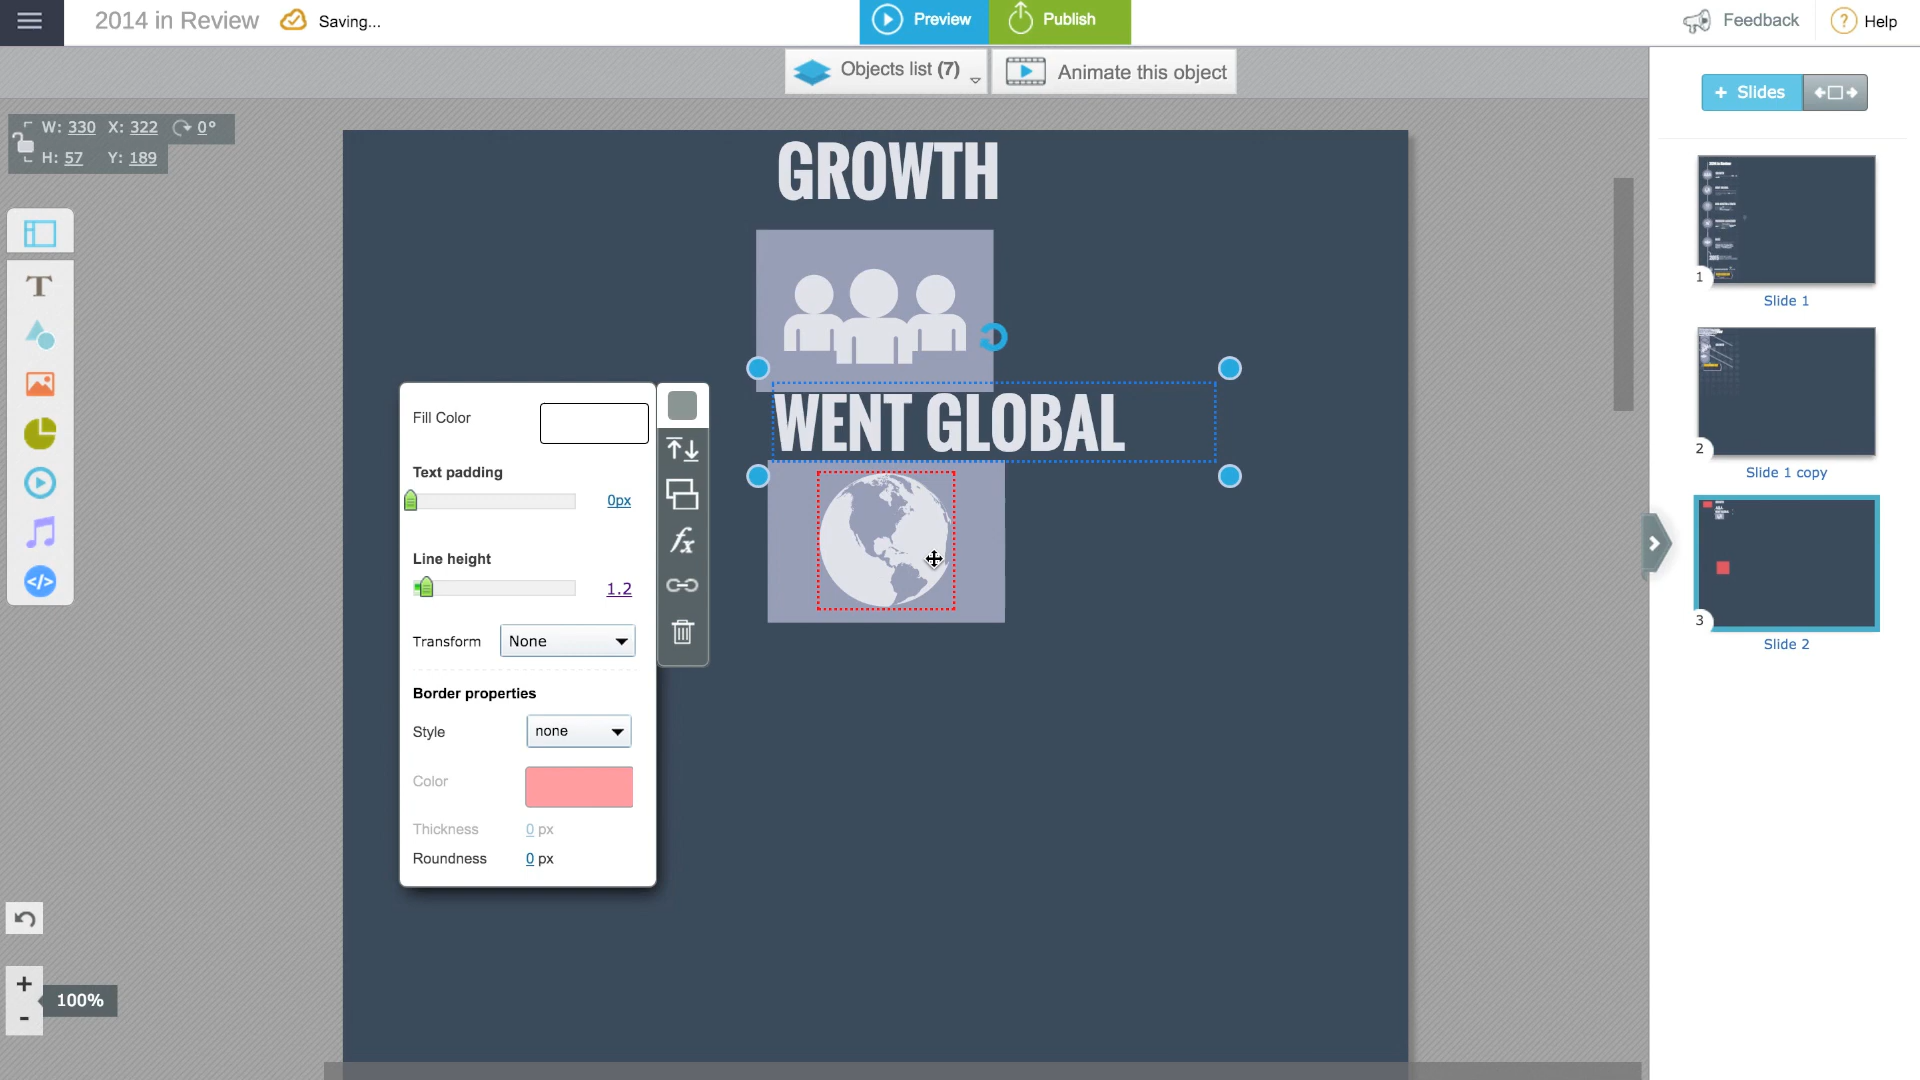 2014 in Review Saving... Preview Publish Feedback ? Help
Objects list (7) Animate this object
+ Slides
W: 330 X: 322 0°
H: 57 Y: 189
GROWTH
T
</>
WENT GLOBAL
Fill Color
Text padding
0px
Line height
1.2
Transform None
Border properties
Style none
Color
Thickness 0 px
Roundness 0 px
fx
1
Slide 1
2
Slide 1 copy
3
Slide 2
+
100%
-